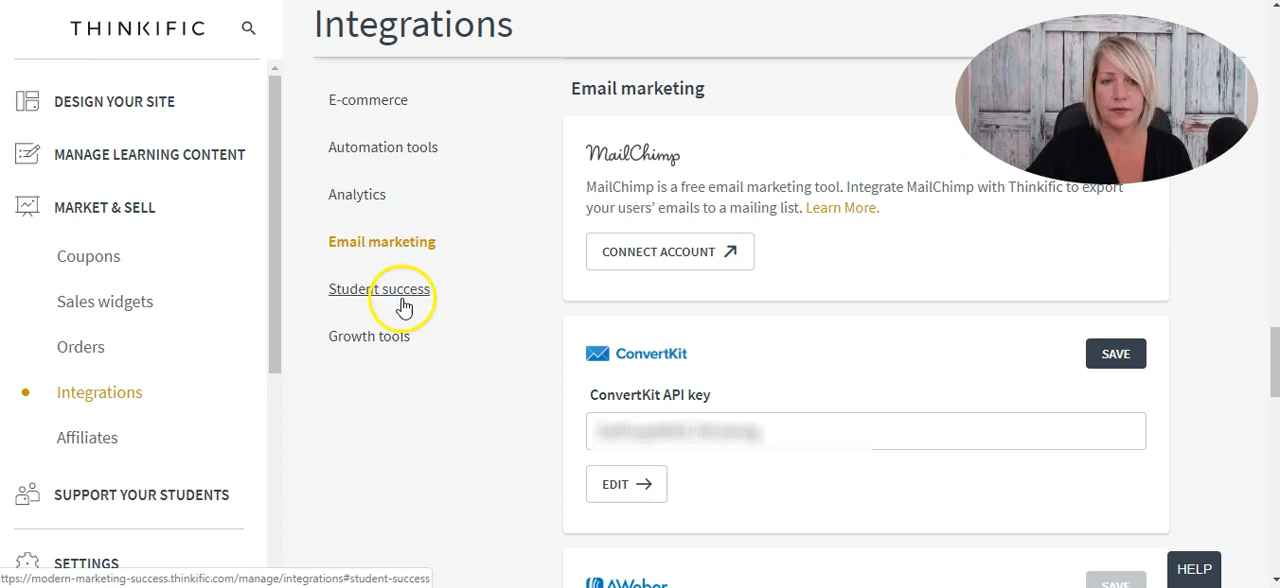 THINKIFIC
DESIGN YOUR SITE
MANAGE LEARNING CONTENT
MARKET & SELL
Coupons
Sales widgets
Orders
Integrations
Affiliates
SUPPORT YOUR STUDENTS
SETTINGS
Integrations
E-commerce
Automation tools
Analytics
Email marketing
Student success
Growth tools
Email marketing
MailChimp
MailChimp is a free email marketing tool. Integrate MailChimp with Thinkific to export
your users’ emails to a mailing list. Learn More.
CONNECT ACCOUNT
ConvertKit
SAVE
ConvertKit API key
EDIT
AWeber
SAVE
HELP
ttps://modern-marketing-success.thinkific.com/manage/integrations#student-success